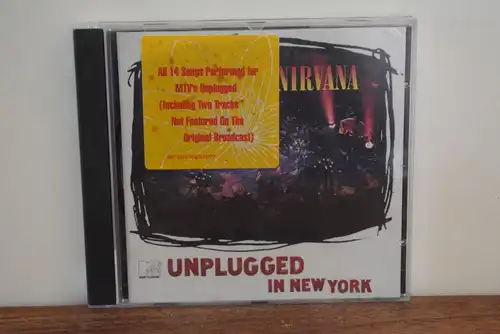 All 14 Songs Performed for
MTV's Unplugged
(Including Two Tracks
Not Featured On The
Original Broadcast)
NIRVANA
UNPLUGGED
IN NEW YORK